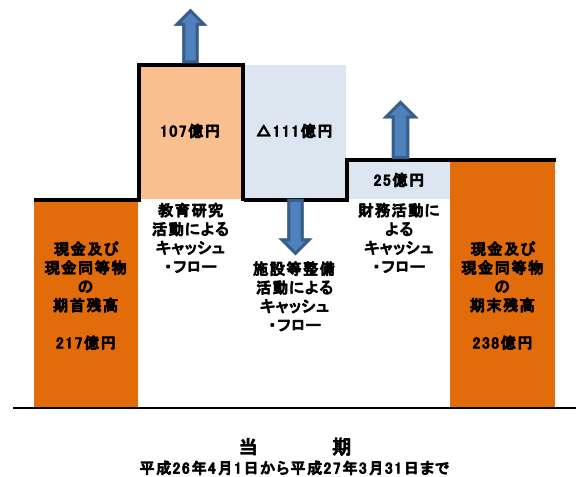 107億円
△111億円
25億円
教育研究
活動による
キャッシュ
・フロー
財務活動に
よる
キャッシュ
・フロー
現金及び
現金同等物
の
期首残高
217億円
施設等整備
活動による
キャッシュ
・フロー
現金及び
現金同等物
の
期末残高
238億円
当 期
平成26年4月1日から平成27年3月31日まで